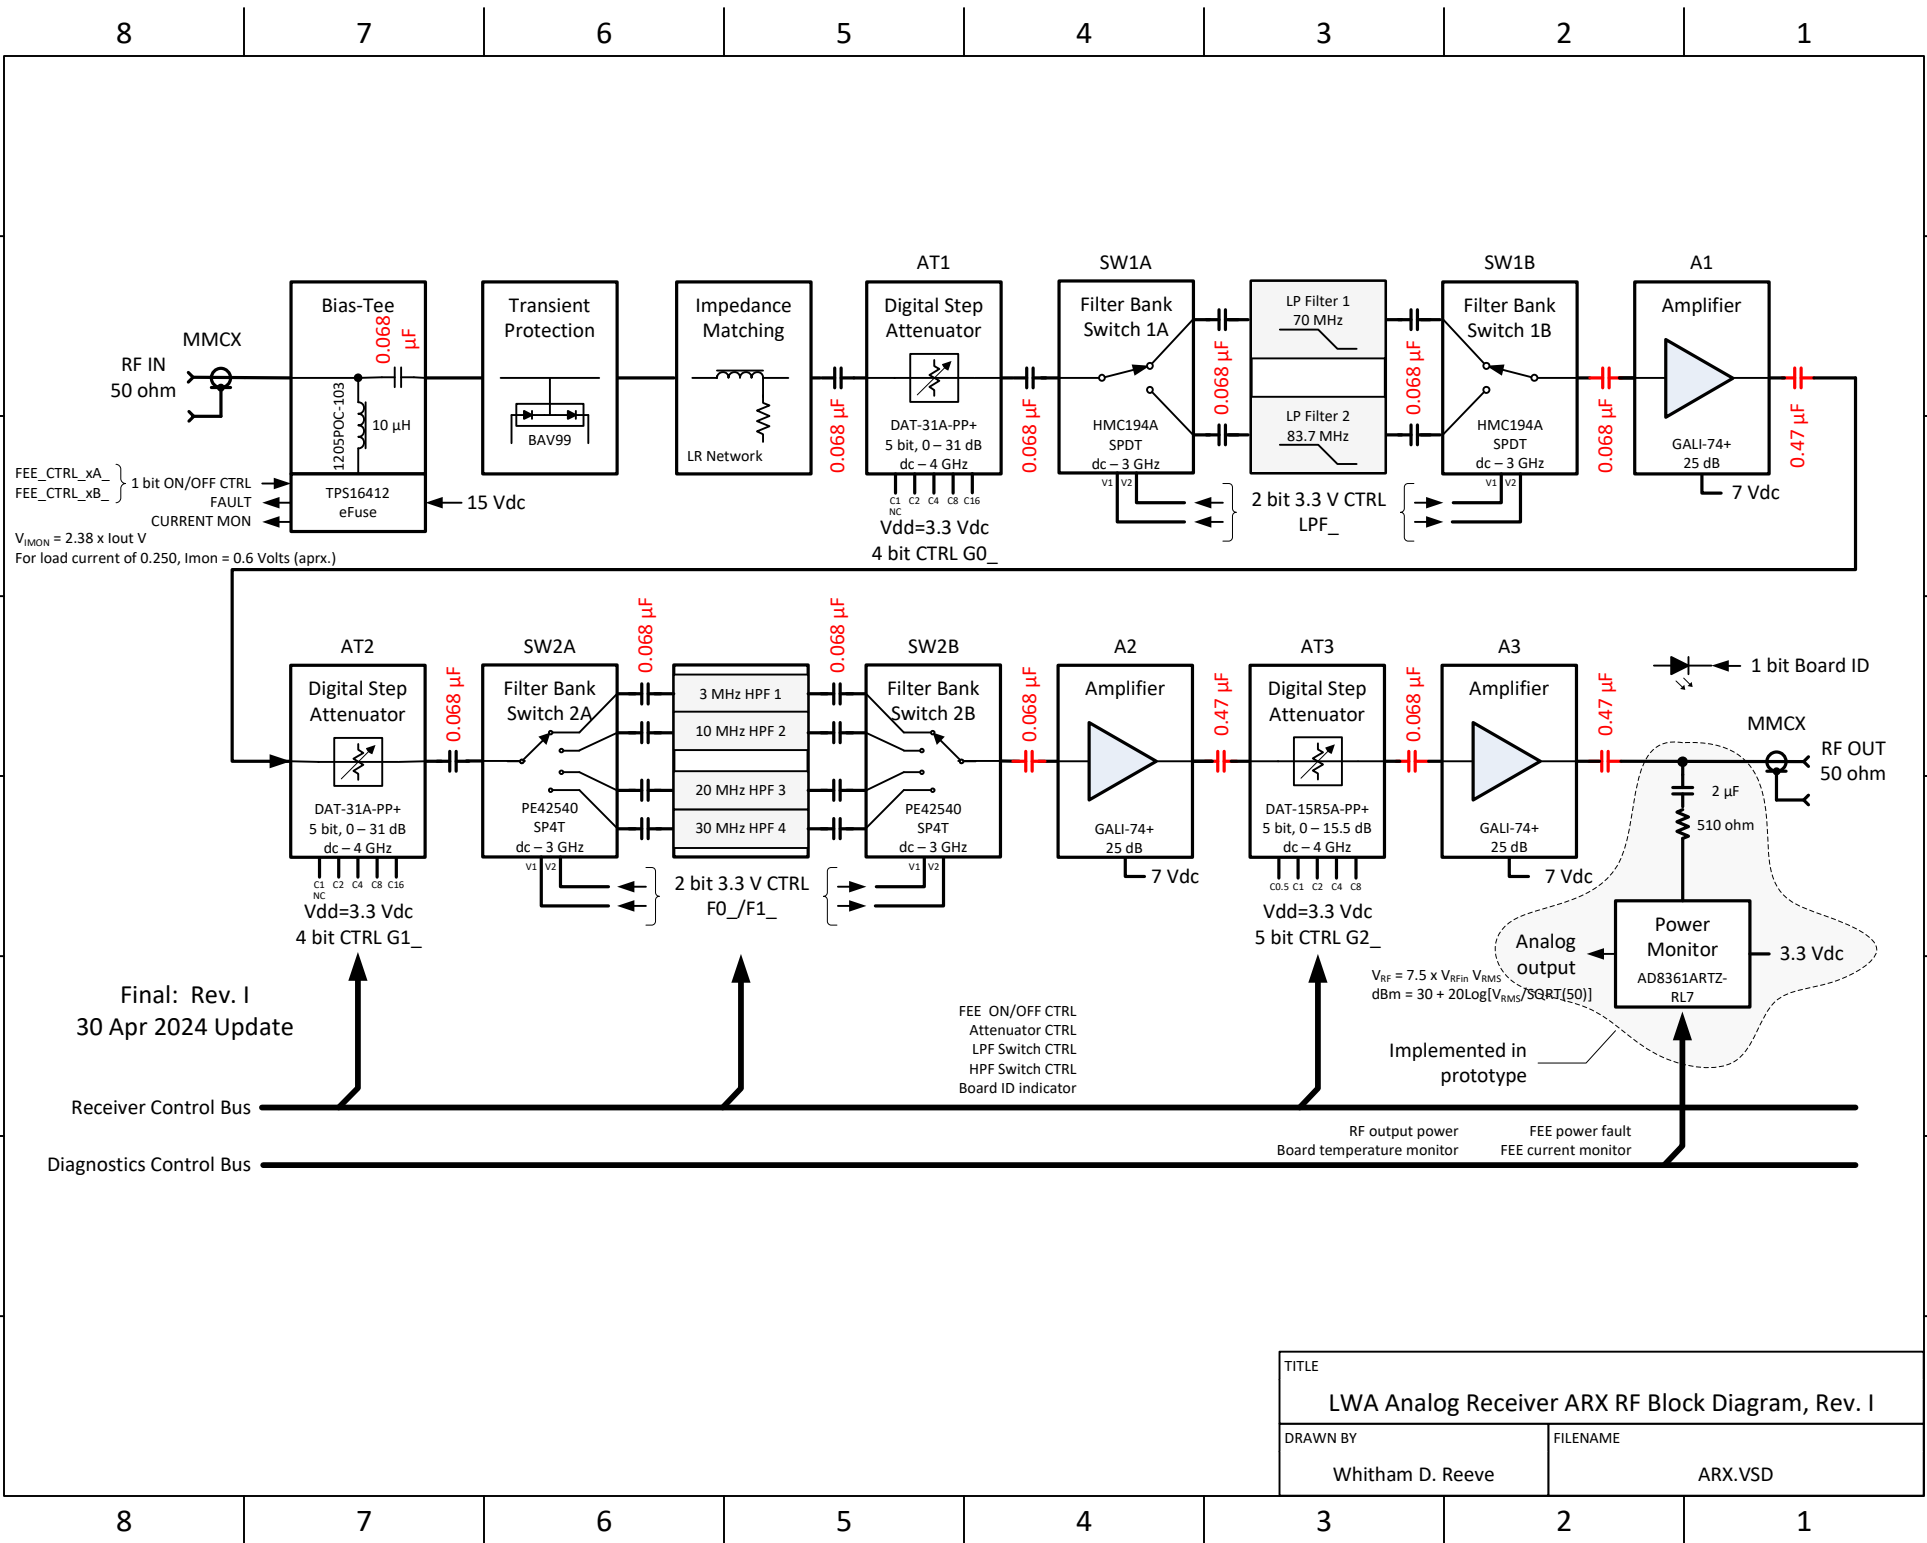 8 7 6 5 4 3 2 1
AT1 SW1A SW1B A1
Bias-Tee
0.068 µF
1205POC-103
10 µH
TPS16412
eFuse
Transient
Protection
BAV99
Impedance
Matching
LR Network
0.068 µF
Digital Step
Attenuator
DAT-31A-PP+
5 bit, 0 – 31 dB
dc – 4 GHz
C1 C2 C4 C8 C16
NC
Vdd=3.3 Vdc
4 bit CTRL G0_
0.068 µF
Filter Bank
Switch 1A
HMC194A
SPDT
dc – 3 GHz
V1 V2
0.068 µF
LP Filter 1
70 MHz
LP Filter 2
83.7 MHz
0.068 µF
2 bit 3.3 V CTRL
LPF_
Filter Bank
Switch 1B
HMC194A
SPDT
dc – 3 GHz
V1 V2
0.068 µF
Amplifier
GALI-74+
25 dB
7 Vdc
0.47 µF
MMCX
RF IN
50 ohm
FEE_CTRL_xA_
FEE_CTRL_xB_
1 bit ON/OFF CTRL
FAULT
CURRENT MON
15 Vdc
VIMON = 2.38 x Iout V
For load current of 0.250, Imon = 0.6 Volts (aprx.)
AT2 SW2A SW2B A2 AT3 A3
Digital Step
Attenuator
DAT-31A-PP+
5 bit, 0 – 31 dB
dc – 4 GHz
C1 C2 C4 C8 C16
NC
Vdd=3.3 Vdc
4 bit CTRL G1_
0.068 µF
Filter Bank
Switch 2A
PE42540
SP4T
dc – 3 GHz
V1 V2
0.068 µF
3 MHz HPF 1
10 MHz HPF 2
20 MHz HPF 3
30 MHz HPF 4
0.068 µF
2 bit 3.3 V CTRL
F0_/F1_
Filter Bank
Switch 2B
PE42540
SP4T
dc – 3 GHz
V1 V2
0.068 µF
Amplifier
GALI-74+
25 dB
7 Vdc
0.47 µF
Digital Step
Attenuator
DAT-15R5A-PP+
5 bit, 0 – 15.5 dB
dc – 4 GHz
C0.5 C1 C2 C4 C8
Vdd=3.3 Vdc
5 bit CTRL G2_
0.068 µF
Amplifier
GALI-74+
25 dB
7 Vdc
0.47 µF
1 bit Board ID
MMCX
RF OUT
50 ohm
2 µF
510 ohm
Power
Monitor
AD8361ARTZ-
RL7
Analog
output
3.3 Vdc
VRF = 7.5 x VRFin VRMS
dBm = 30 + 20Log[VRMS/SQRT(50)]
Implemented in
prototype
Final: Rev. I
30 Apr 2024 Update
FEE ON/OFF CTRL
Attenuator CTRL
LPF Switch CTRL
HPF Switch CTRL
Board ID indicator
Receiver Control Bus
RF output power
Board temperature monitor
FEE power fault
FEE current monitor
Diagnostics Control Bus
TITLE
LWA Analog Receiver ARX RF Block Diagram, Rev. I
DRAWN BY
Whitham D. Reeve
FILENAME
ARX.VSD
8 7 6 5 4 3 2 1